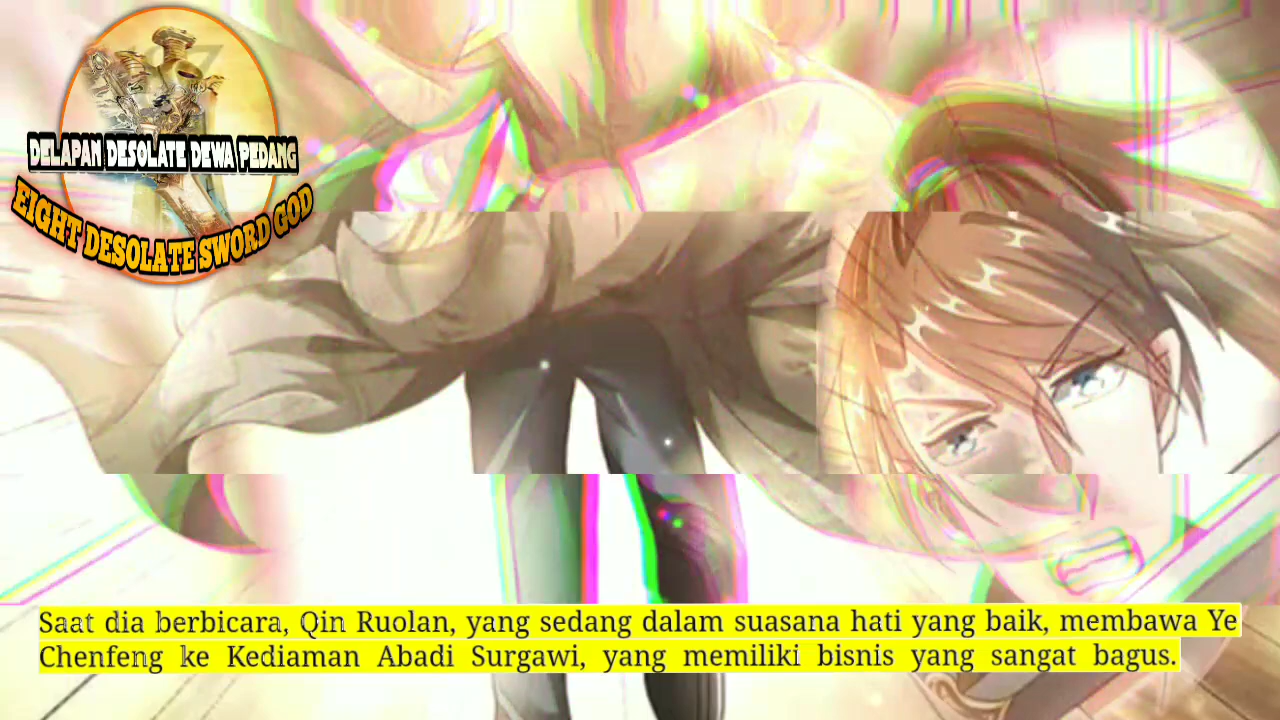 DELAPAN DESOLATE DEWA PEDANG
EIGHT DESOLATE SWORD GOD
Saat dia berbicara, Qin Ruolan, yang sedang dalam suasana hati yang baik, membawa Ye
Chenfeng ke Kediaman Abadi Surgawi, yang memiliki bisnis yang sangat bagus.